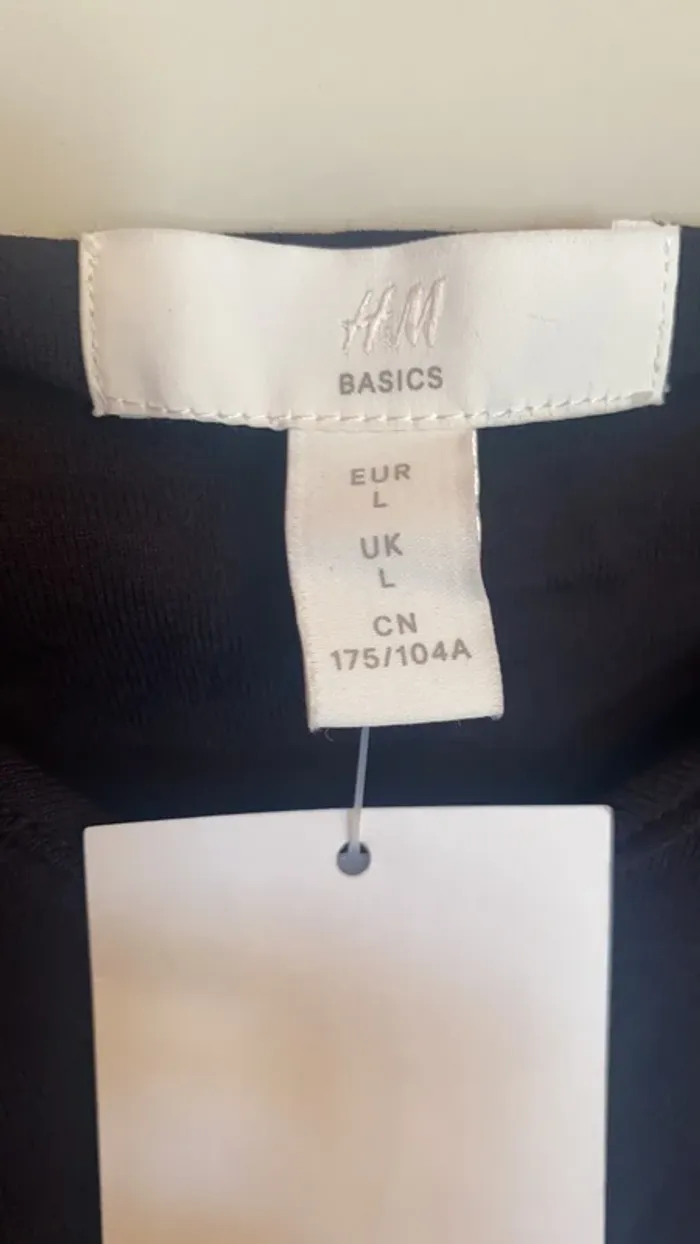 H&M
BASICS
EUR
L
UK
L
CN
175/104A